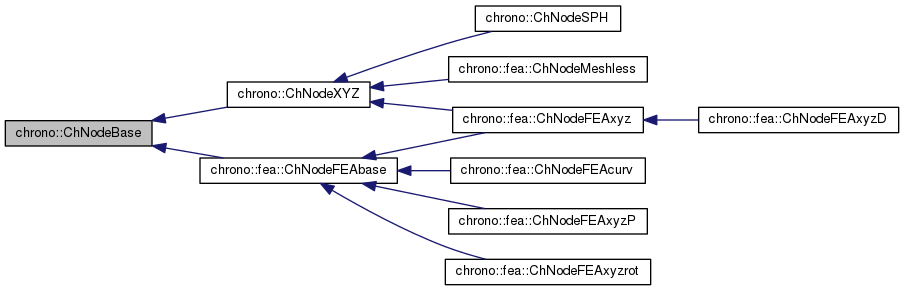 chrono::ChNodeSPH
chrono::fea::ChNodeMeshless
chrono::ChNodeXYZ
chrono::fea::ChNodeFEAxyz
chrono::fea::ChNodeFEAxyzD
chrono::ChNodeBase
chrono::fea::ChNodeFEAbase
chrono::fea::ChNodeFEAcurv
chrono::fea::ChNodeFEAxyzP
chrono::fea::ChNodeFEAxyzrot